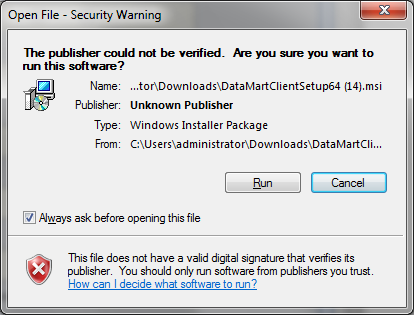 Open File - Security Warning
The publisher could not be verified.  Are you sure you want to
run this software?
Name: ...tor\Downloads\DataMartClientSetup64 (14).msi
Publisher: Unknown Publisher
Type: Windows Installer Package
From: C:\Users\administrator\Downloads\DataMartCli...
Run Cancel
Always ask before opening this file
This file does not have a valid digital signature that verifies its
publisher.  You should only run software from publishers you trust.
How can I decide what software to run?